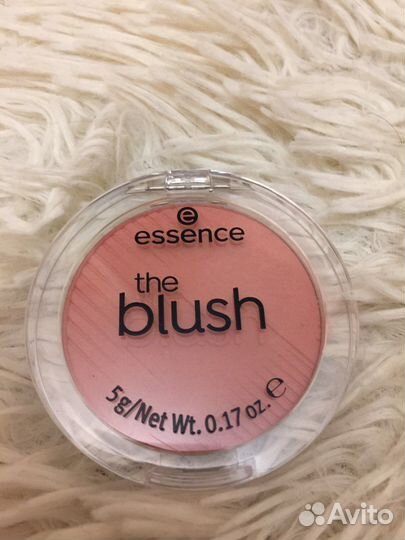 e
essence
the
blush
5g/Net Wt. 0.17 oz. ℮
Avito